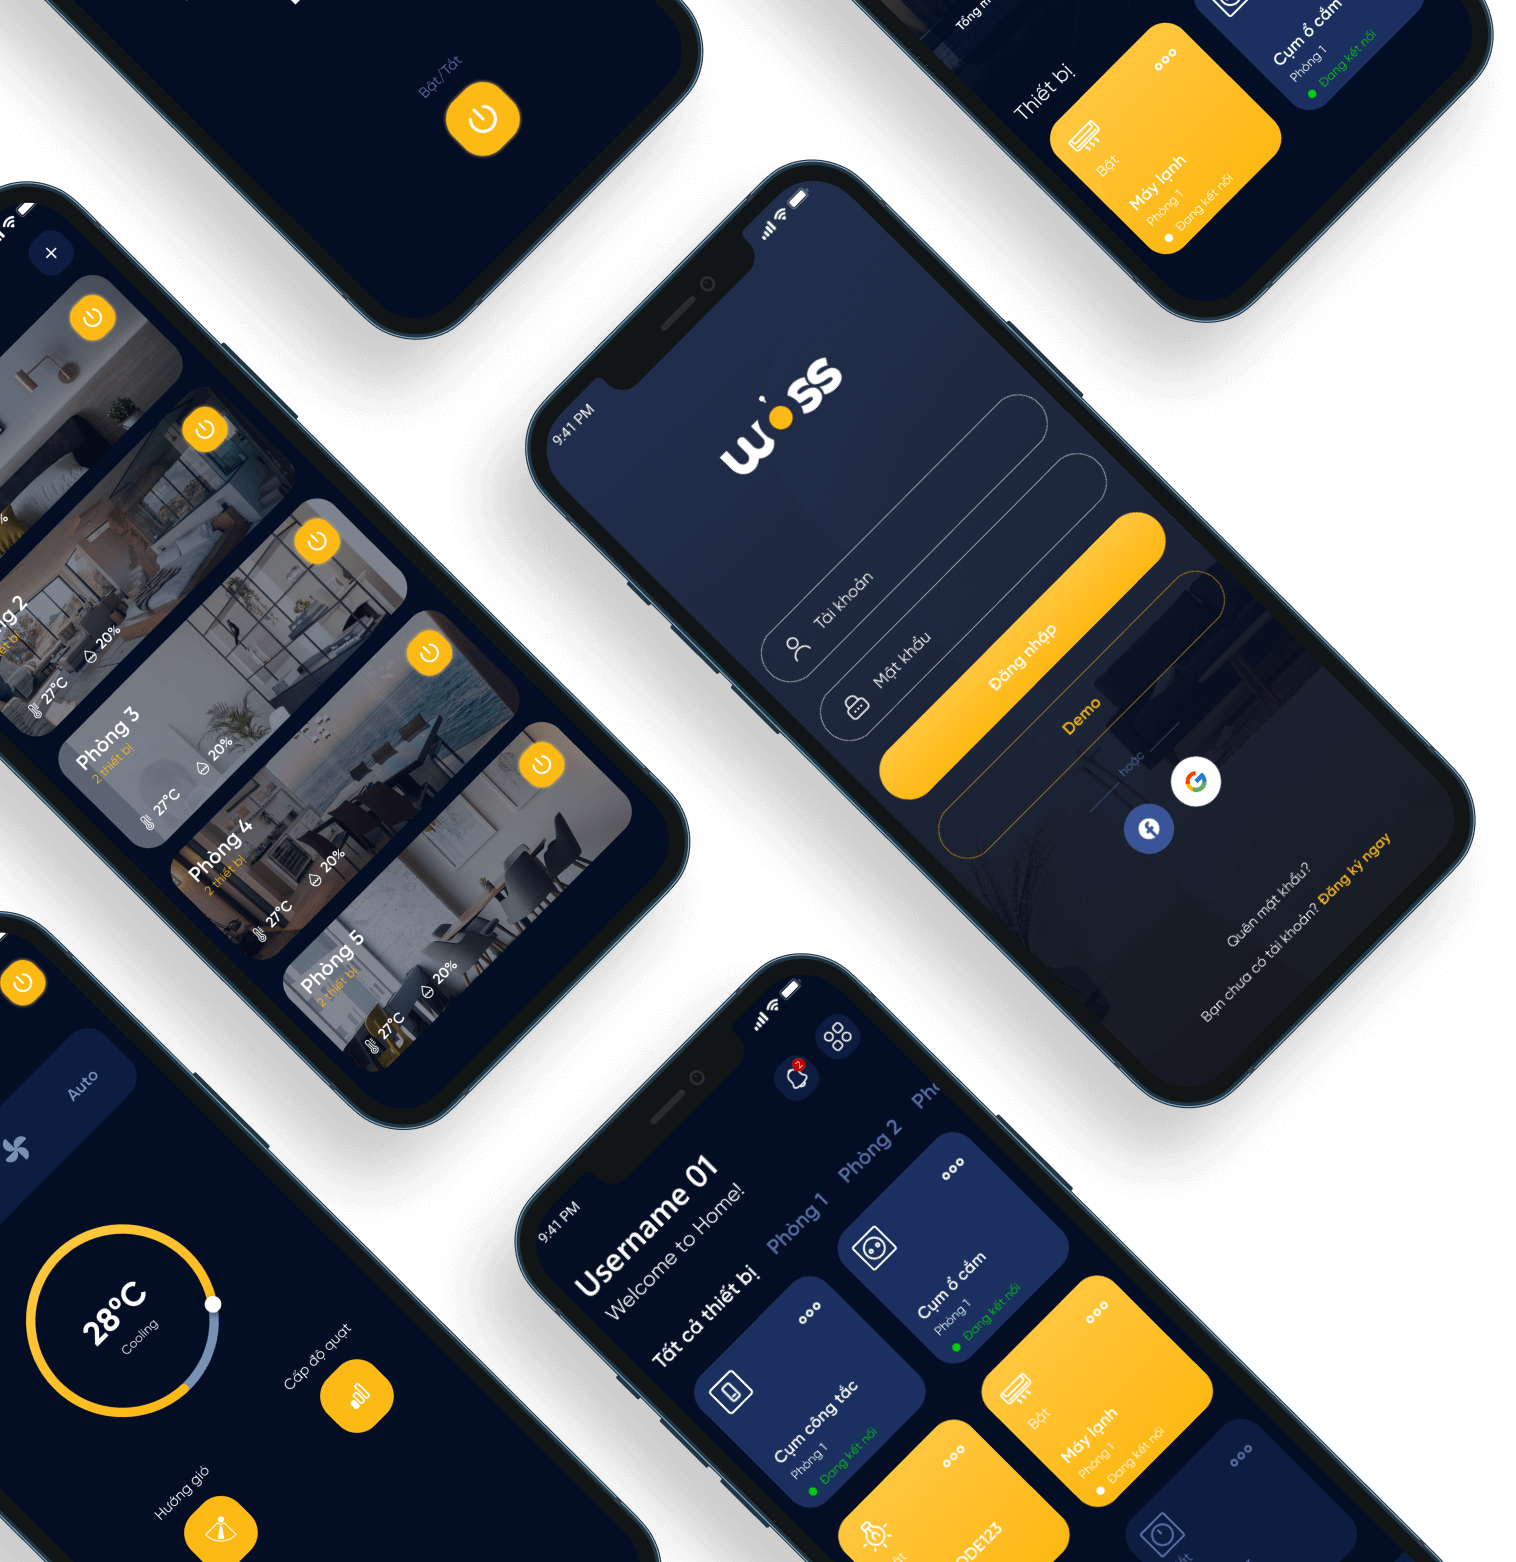 Bật/Tắt
Tổng m
Thiết bị
Cụm ổ cắm
Phòng 1
Đang kết nối
Bật
Máy lạnh
Phòng 1
Đang kết nối
%
ng 2
ết bị
27°C
20%
Phòng 3
2 thiết bị
27°C
20%
Phòng 4
2 thiết bị
27°C
20%
Phòng 5
2 thiết bị
27°C
20%
9:41 PM
w'oss
Tài khoản
Mật khẩu
Đăng nhập
Demo
hoặc
Quên mật khẩu?
Bạn chưa có tài khoản? Đăng ký ngay
Auto
28°C
Cooling
Cấp độ quạt
Hướng gió
9:41 PM
2
Username 01
Welcome to Home!
Tất cả thiết bị
Phòng 1
Phòng 2
Phò
Cụm công tắc
Phòng 1
Đang kết nối
Cụm ổ cắm
Phòng 1
Đang kết nối
Bật
Máy lạnh
Phòng 1
Đang kết nối
ODE123